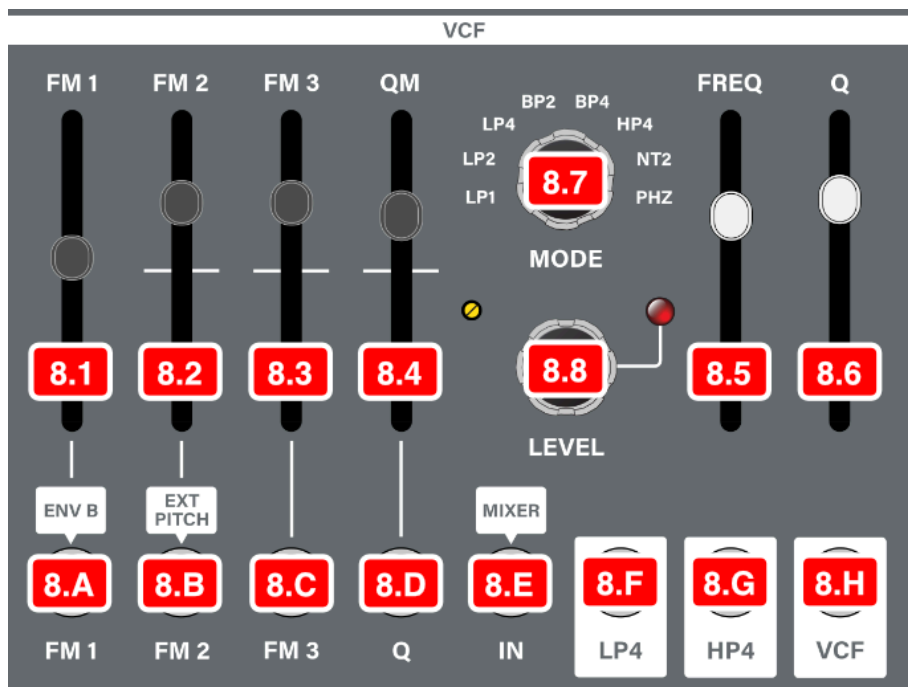 VCF
FM 1 FM 2 FM 3 QM FREQ Q
BP2 BP4
LP4 HP4
LP2 NT2
LP1 8.7 PHZ
MODE
8.1 8.2 8.3 8.4 8.8 8.5 8.6
LEVEL
ENV B EXT PITCH MIXER
8.A 8.B 8.C 8.D 8.E 8.F 8.G 8.H
FM 1 FM 2 FM 3 Q IN LP4 HP4 VCF